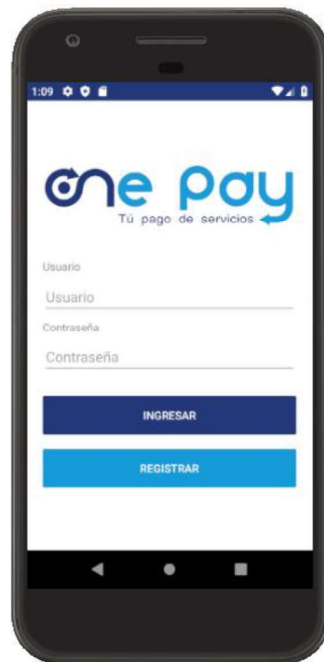 1:09
One Pay
Tú pago de servicios
Usuario
Usuario
Contraseña
Contraseña
INGRESAR
REGISTRAR